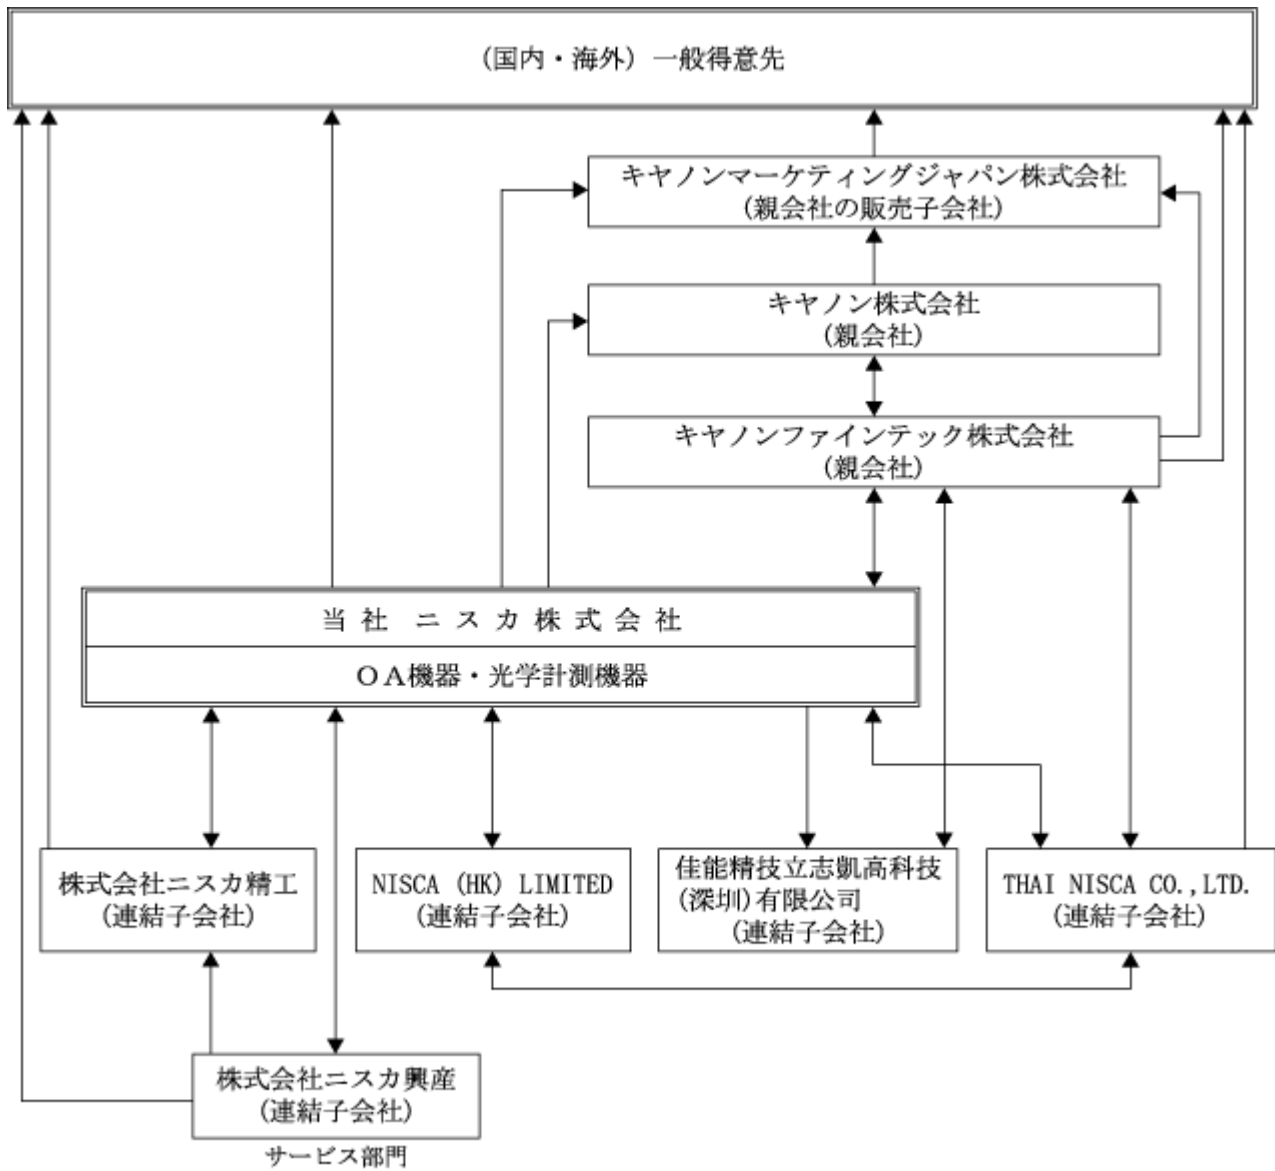 (国内・海外) 一般得意先
キヤノンマーケティングジャパン株式会社
(親会社の販売子会社)
キヤノン株式会社
(親会社)
キヤノンファインテック株式会社
(親会社)
当 社 ニ ス カ 株 式 会 社
ＯＡ機器・光学計測機器
株式会社ニスカ精工
(連結子会社)
NISCA (HK) LIMITED
(連結子会社)
佳能精技立志凱高科技
(深圳)有限公司
(連結子会社)
THAI NISCA CO.,LTD.
(連結子会社)
株式会社ニスカ興産
(連結子会社)
サービス部門